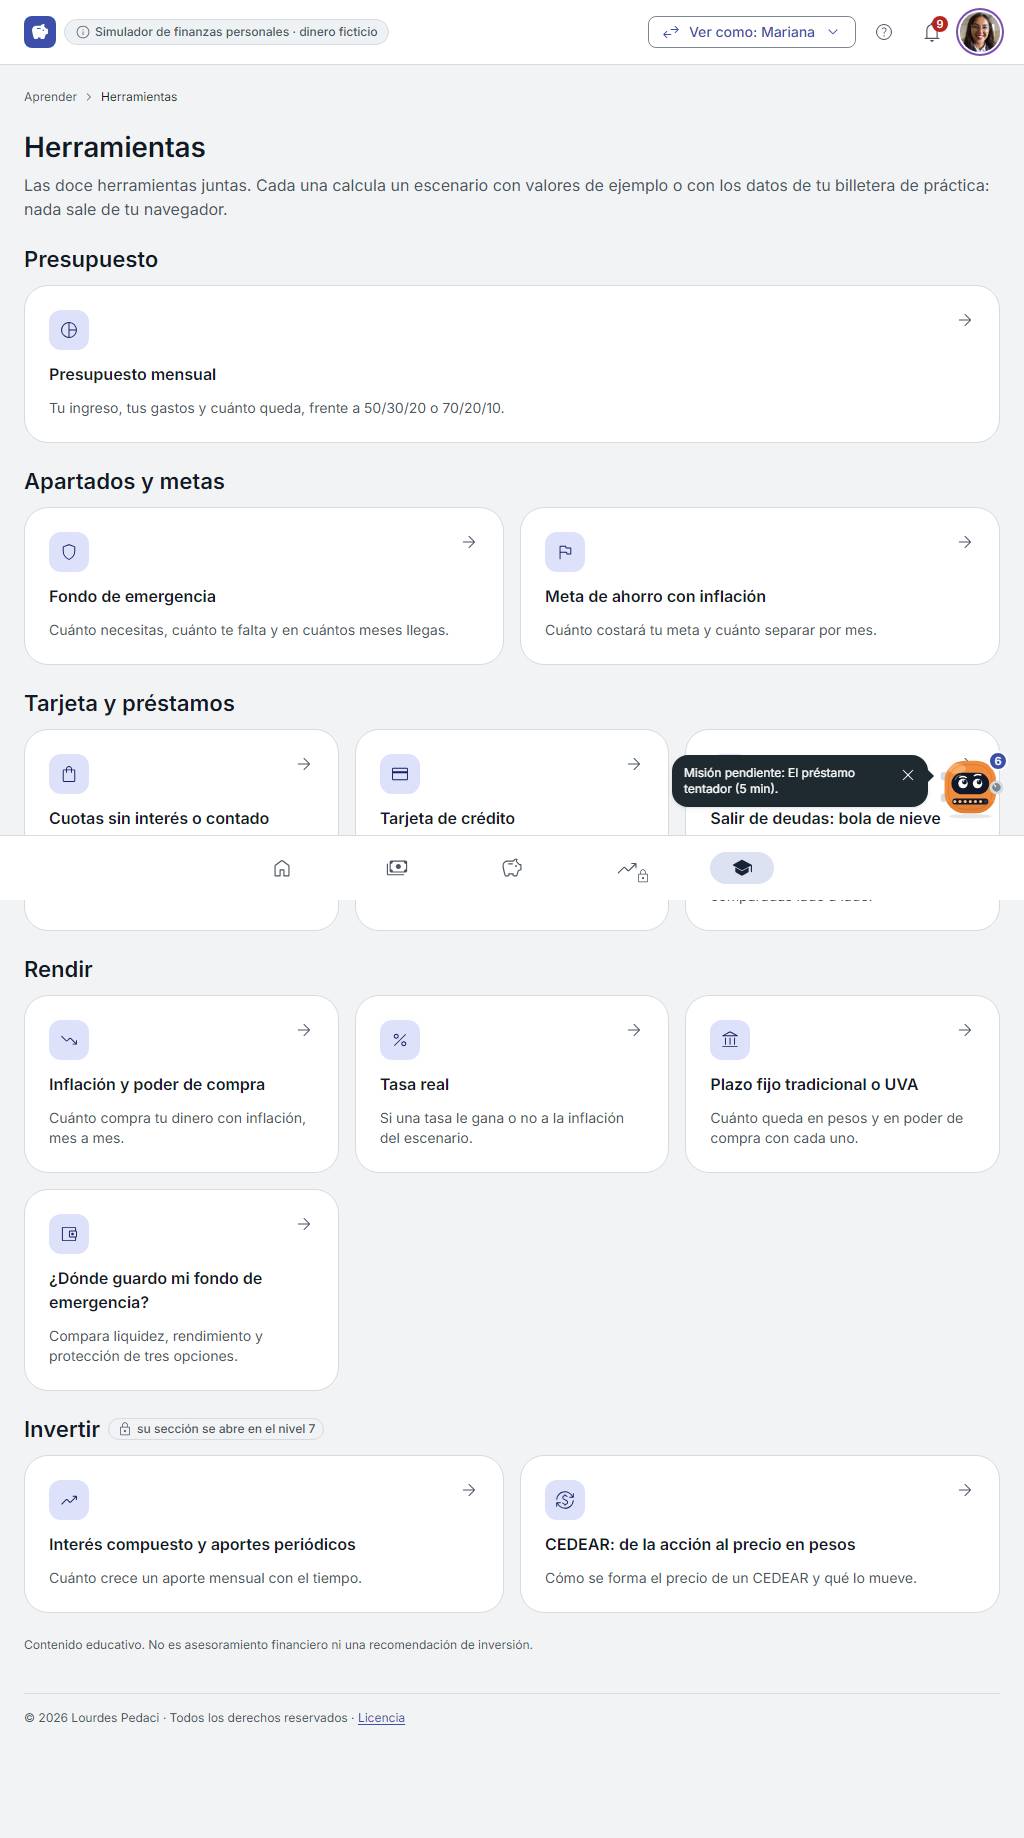 Simulador de finanzas personales · dinero ficticio
Ver como: Mariana
9
Aprender
Herramientas
Herramientas
Las doce herramientas juntas. Cada una calcula un escenario con valores de ejemplo o con los datos de tu billetera de práctica:
nada sale de tu navegador.
Presupuesto
Presupuesto mensual
Tu ingreso, tus gastos y cuánto queda, frente a 50/30/20 o 70/20/10.
Apartados y metas
Fondo de emergencia
Cuánto necesitas, cuánto te falta y en cuántos meses llegas.
Meta de ahorro con inflación
Cuánto costará tu meta y cuánto separar por mes.
Tarjeta y préstamos
Misión pendiente: El préstamo
tentador (5 min).
6
Cuotas sin interés o contado
Tarjeta de crédito
Salir de deudas: bola de nieve
Rendir
Inflación y poder de compra
Cuánto compra tu dinero con inflación,
mes a mes.
Tasa real
Si una tasa le gana o no a la inflación
del escenario.
Plazo fijo tradicional o UVA
Cuánto queda en pesos y en poder de
compra con cada uno.
¿Dónde guardo mi fondo de
emergencia?
Compara liquidez, rendimiento y
protección de tres opciones.
Invertir
su sección se abre en el nivel 7
Interés compuesto y aportes periódicos
Cuánto crece un aporte mensual con el tiempo.
CEDEAR: de la acción al precio en pesos
Cómo se forma el precio de un CEDEAR y qué lo mueve.
Contenido educativo. No es asesoramiento financiero ni una recomendación de inversión.
© 2026 Lourdes Pedaci · Todos los derechos reservados · Licencia